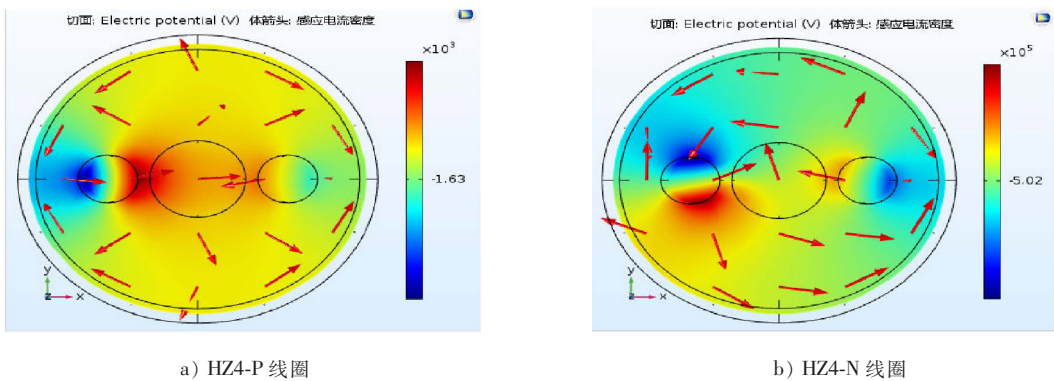 切面: Electric potential (V) 体箭头: 感应电流密度
×10³
-1.63
y
z
x
a) HZ4-P 线圈
切面: Electric potential (V) 体箭头: 感应电流密度
×10⁵
-5.02
y
z
x
b) HZ4-N 线圈